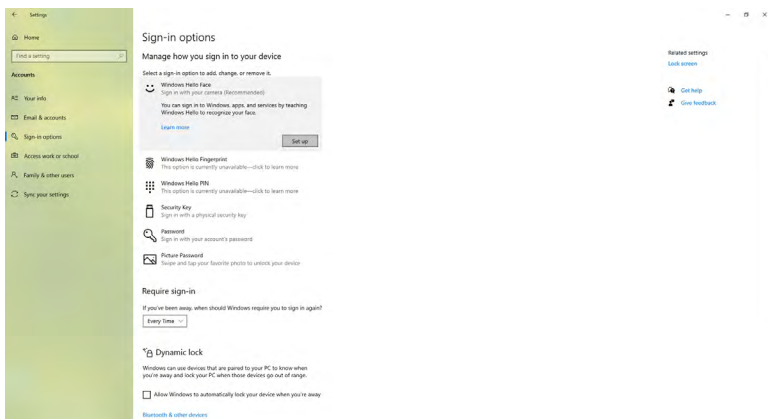 Settings
Home
Find a setting
Accounts
Your info
Email & accounts
Sign-in options
Access work or school
Family & other users
Sync your settings
Sign-in options
Manage how you sign in to your device
Select a sign-in option to add, change, or remove it.
Windows Hello Face
Sign in with your camera (Recommended)
You can sign in to Windows, apps, and services by teaching
Windows Hello to recognize your face.
Learn more
Set up
Windows Hello Fingerprint
This option is currently unavailable—click to learn more
Windows Hello PIN
This option is currently unavailable—click to learn more
Security Key
Sign in with a physical security key
Password
Sign in with your account's password
Picture Password
Swipe and tap your favorite photo to unlock your device
Require sign-in
If you've been away, when should Windows require you to sign in again?
Every Time
Dynamic lock
Windows can use devices that are paired to your PC to know when
you're away and lock your PC when those devices go out of range.
Allow Windows to automatically lock your device when you're away
Bluetooth & other devices
Related settings
Lock screen
Get help
Give feedback